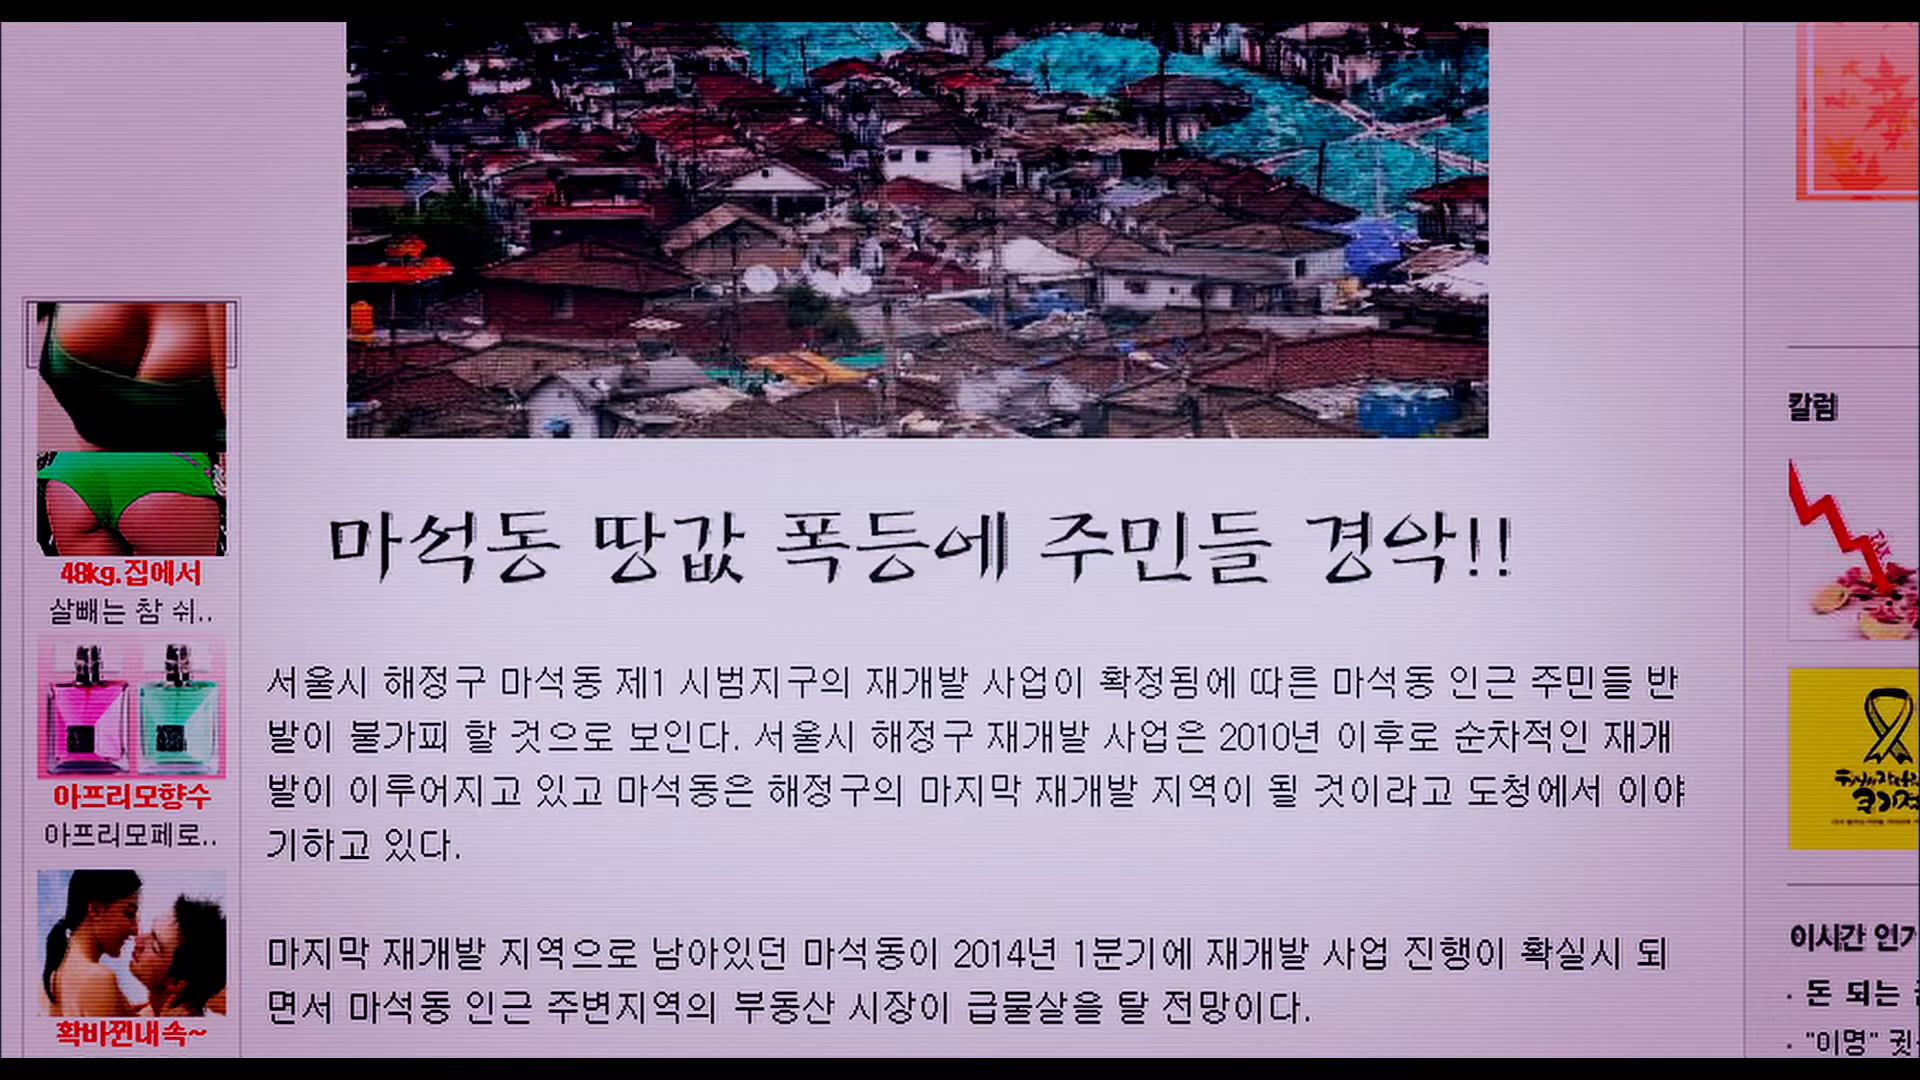 마석동 땅값 폭등에 주민들 경악!!
서울시 해정구 마석동 제1 시범지구의 재개발 사업이 확정됨에 따른 마석동 인근 주민들 반
발이 불가피 할 것으로 보인다. 서울시 해정구 재개발 사업은 2010년 이후로 순차적인 재개
발이 이루어지고 있고 마석동은 해정구의 마지막 재개발 지역이 될 것이라고 도청에서 이야
기하고 있다.
마지막 재개발 지역으로 남아있던 마석동이 2014년 1분기에 재개발 사업 진행이 확실시 되
면서 마석동 인근 주변지역의 부동산 시장이 급물살을 탈 전망이다.
48kg.집에서
살빼는 참 쉬..
아프리모향수
아프리모페로..
확바뀐내속~
칼럼
이시간
· 돈 되는
· "이명"